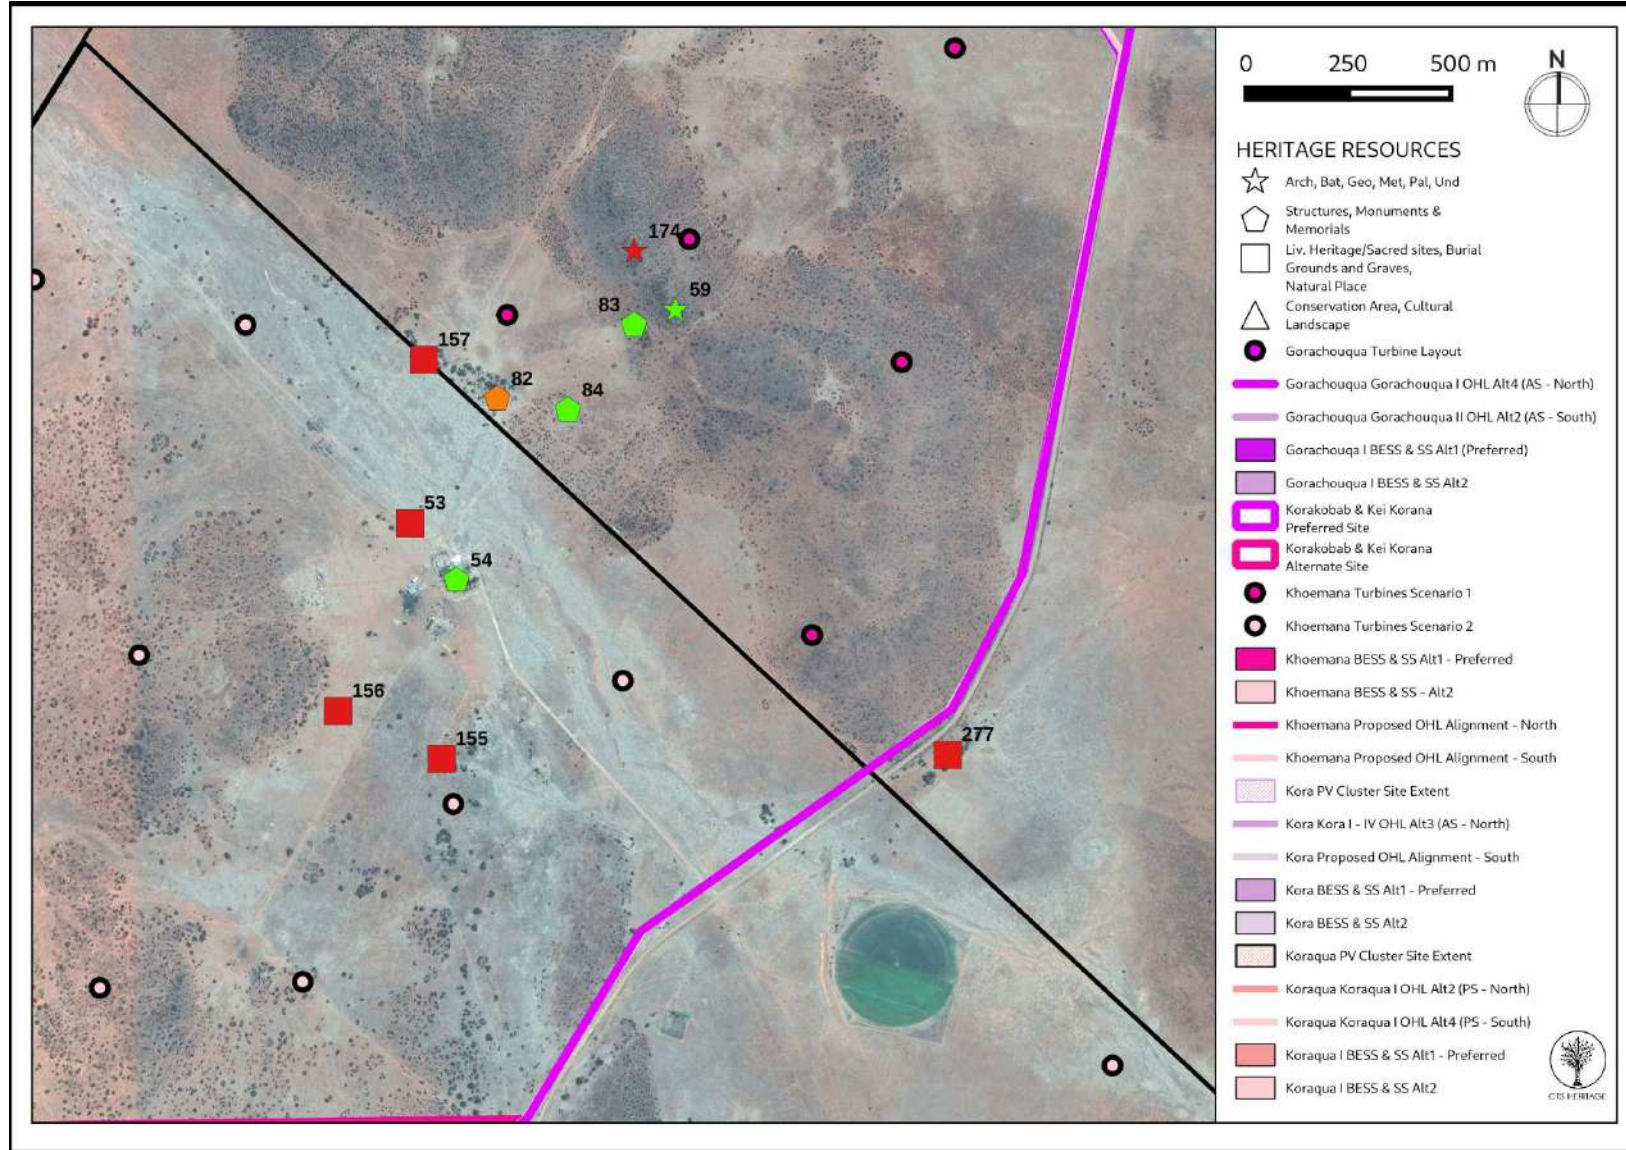 0 250 500 m
N
HERITAGE RESOURCES
Arch, Bat, Geo, Met, Pal, Und
Structures, Monuments &
Memorials
Liv. Heritage/Sacred sites, Burial
Grounds and Graves,
Natural Place
Conservation Area, Cultural
Landscape
Gorachouqua Turbine Layout
Gorachouqua Gorachouqua I OHL Alt4 (AS - North)
Gorachouqua Gorachouqua II OHL Alt2 (AS - South)
Gorachouqa I BESS & SS Alt1 (Preferred)
Gorachouqua I BESS & SS Alt2
Korakobab & Kei Korana
Preferred Site
Korakobab & Kei Korana
Alternate Site
Khoemana Turbines Scenario 1
Khoemana Turbines Scenario 2
Khoemana BESS & SS Alt1 - Preferred
Khoemana BESS & SS - Alt2
Khoemana Proposed OHL Alignment - North
Khoemana Proposed OHL Alignment - South
Kora PV Cluster Site Extent
Kora Kora I - IV OHL Alt3 (AS - North)
Kora Proposed OHL Alignment - South
Kora BESS & SS Alt1 - Preferred
Kora BESS & SS Alt2
Koraqua PV Cluster Site Extent
Koraqua Koraqua I OHL Alt2 (PS - North)
Koraqua Koraqua I OHL Alt4 (PS - South)
Koraqua I BESS & SS Alt1 - Preferred
Koraqua I BESS & SS Alt2
CTS HERITAGE
174
59
83
157
82
84
53
54
156
155
277